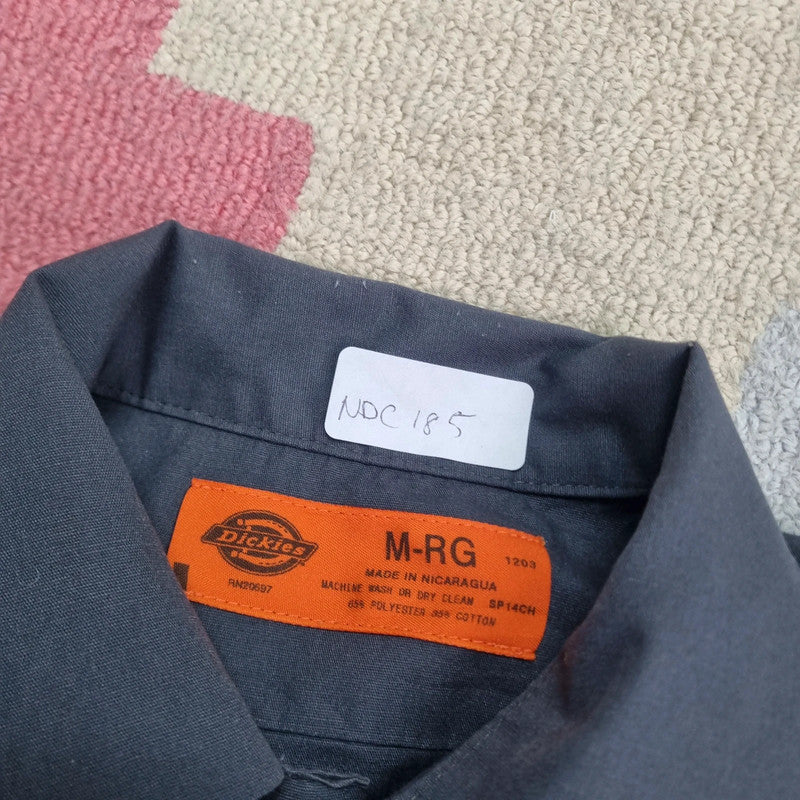 NDC 185
Dickies
M-RG 1203
MADE IN NICARAGUA
RN20697
MACHINE WASH OR DRY CLEAN SP14CH
65% POLYESTER 35% COTTON